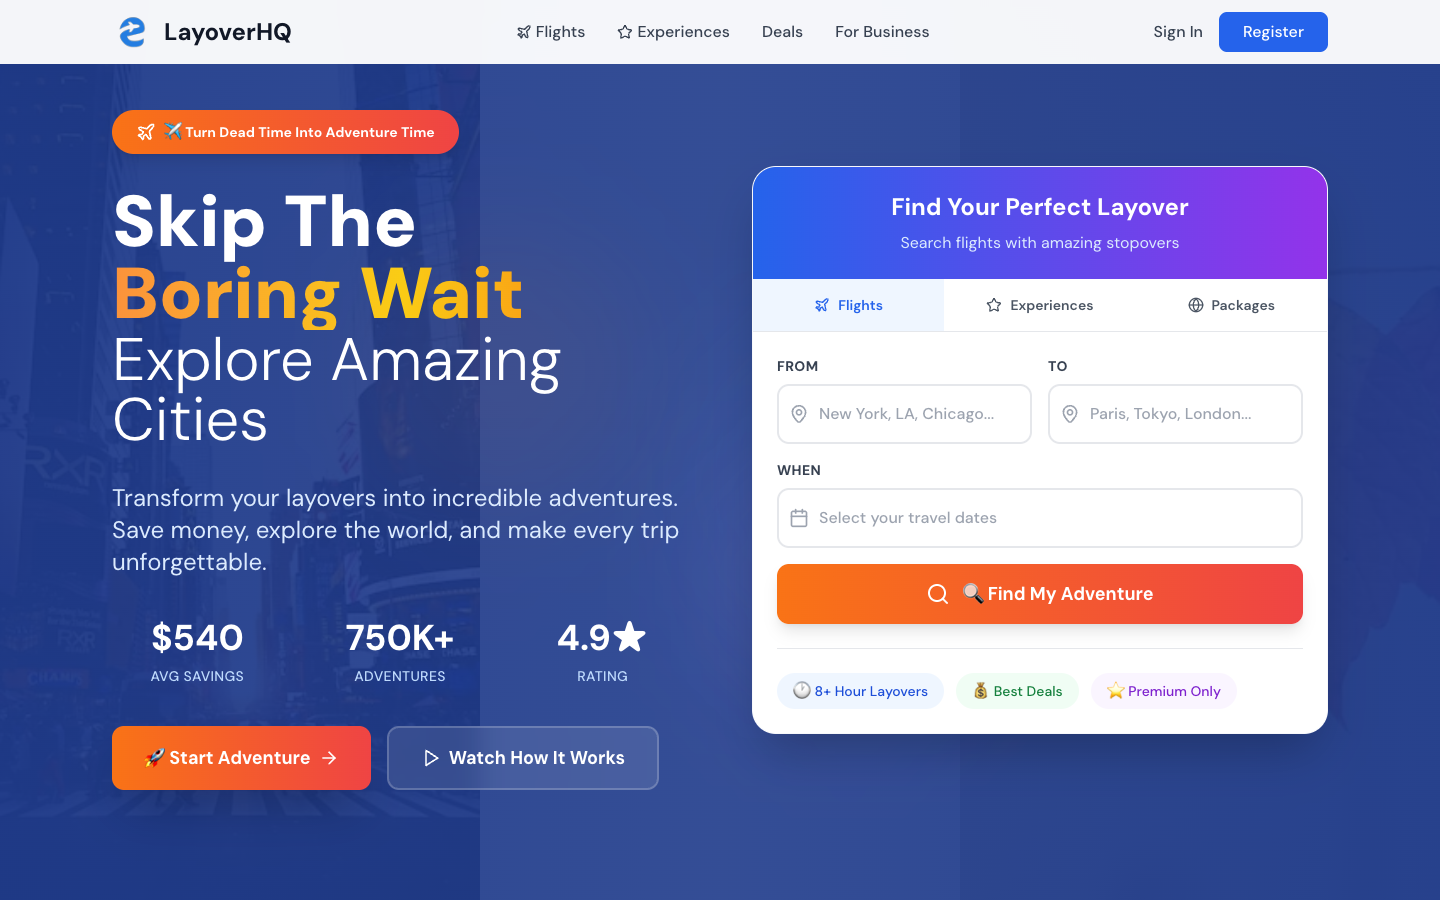 LayoverHQ
Flights
Experiences
Deals
For Business
Sign In
Register
Turn Dead Time Into Adventure Time
Skip The
Boring Wait
Explore Amazing
Cities
Transform your layovers into incredible adventures.
Save money, explore the world, and make every trip
unforgettable.
$540
AVG SAVINGS
750K+
ADVENTURES
4.9★
RATING
🚀 Start Adventure →
Watch How It Works
Find Your Perfect Layover
Search flights with amazing stopovers
Flights
Experiences
Packages
FROM
New York, LA, Chicago...
TO
Paris, Tokyo, London...
WHEN
Select your travel dates
🔍 Find My Adventure
🕐 8+ Hour Layovers
💰 Best Deals
⭐ Premium Only
RXR
RXR
CHASE